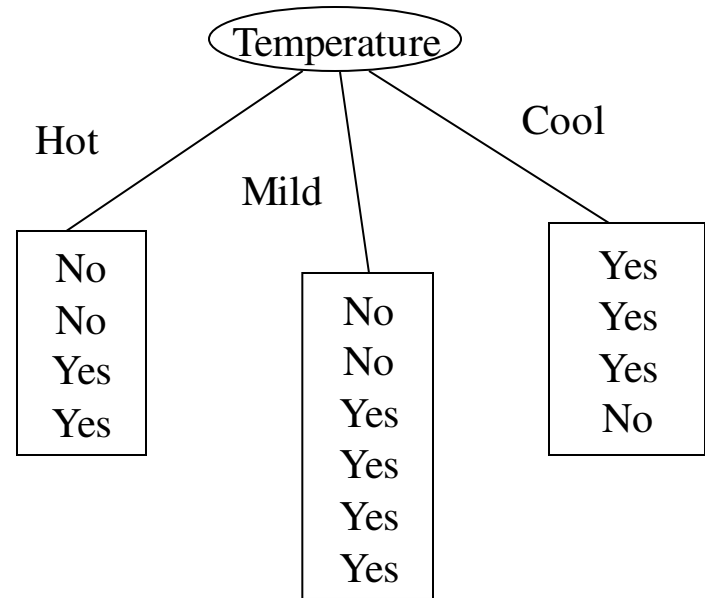 Temperature
Hot
Mild
Cool
No
No
Yes
Yes
No
No
Yes
Yes
Yes
Yes
Yes
Yes
Yes
No